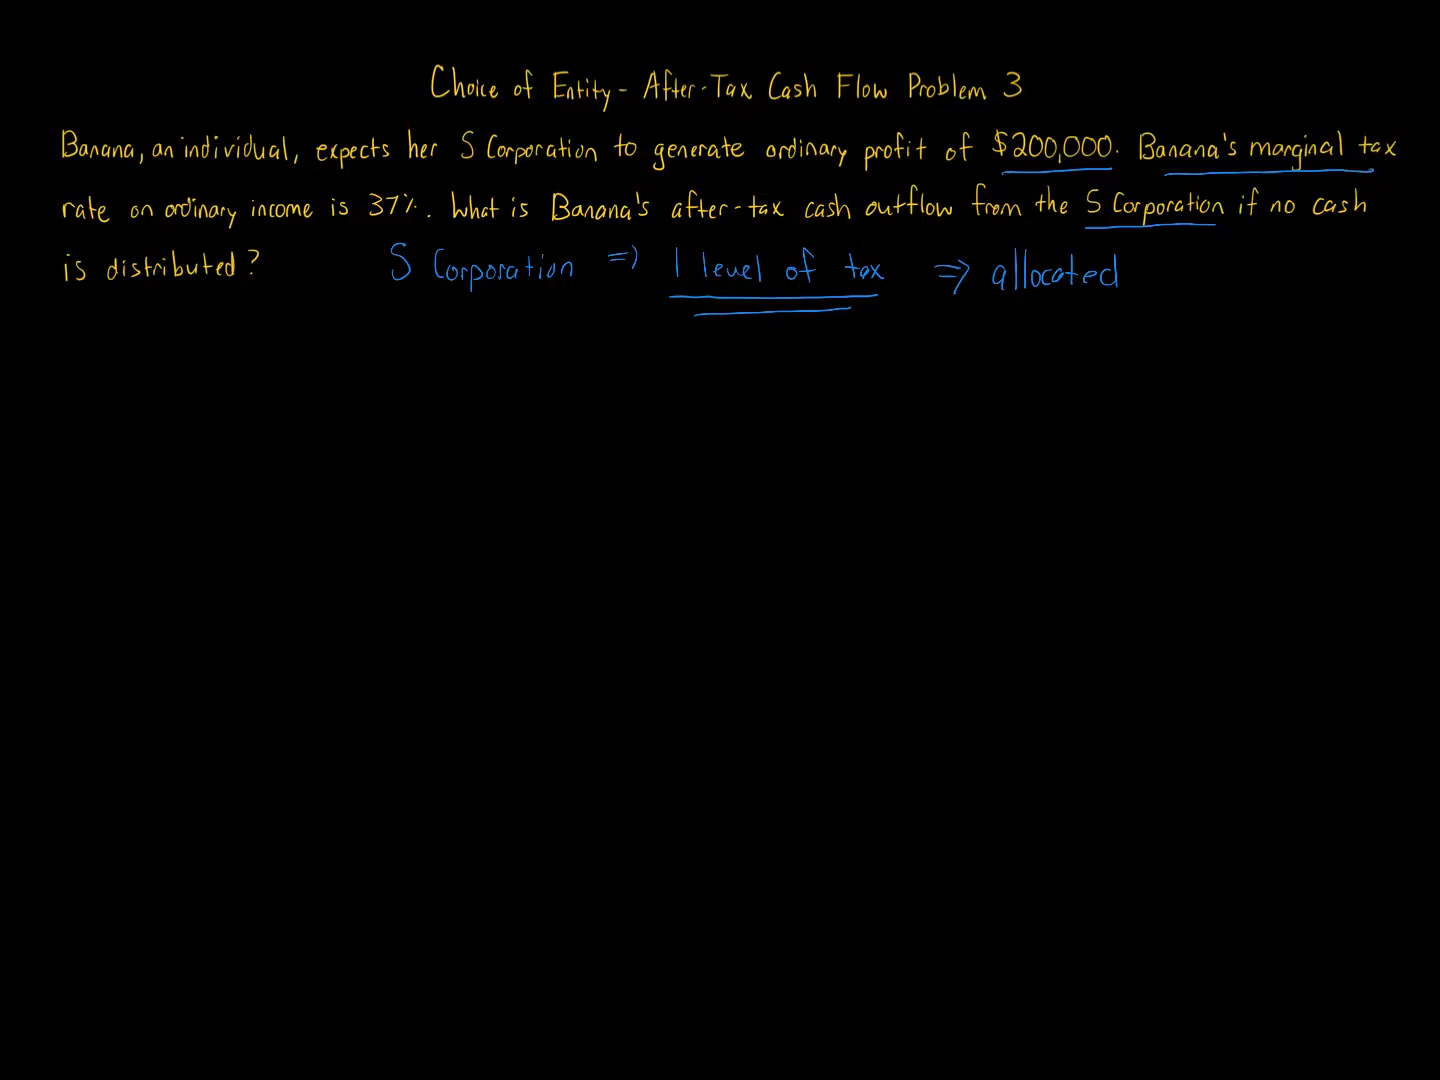 Choice of Entity - After-Tax Cash Flow Problem 3
Banana, an individual, expects her S Corporation to generate ordinary profit of $200,000. Banana's marginal tax
rate on ordinary income is 37%. What is Banana's after-tax cash outflow from the S Corporation if no cash
is distributed? S Corporation => 1 level of tax => allocated